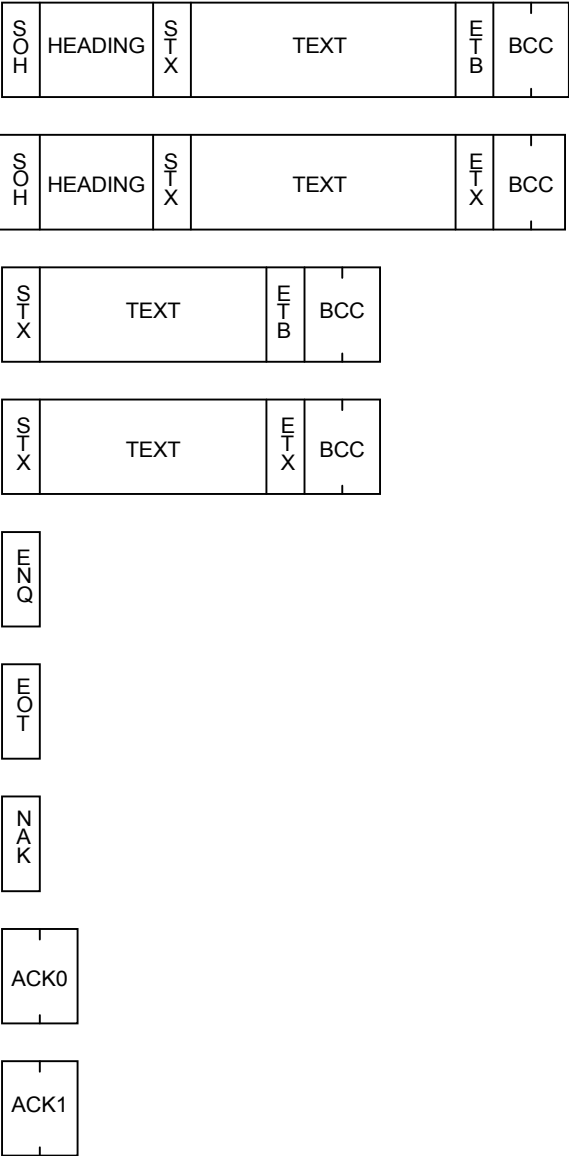 SOH HEADING STX TEXT ETB BCC
SOH HEADING STX TEXT ETX BCC
STX TEXT ETB BCC
STX TEXT ETX BCC
ENQ
EOT
NAK
ACK0
ACK1